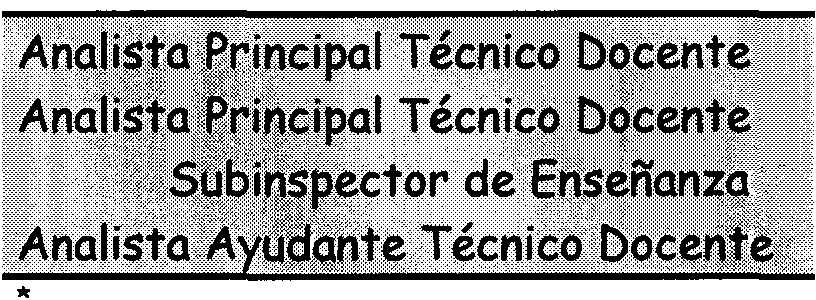 Analista Principal Técnico Docente
Analista Principal Técnico Docente
Subinspector de Enseñanza
Analista Ayudante Técnico Docente
*